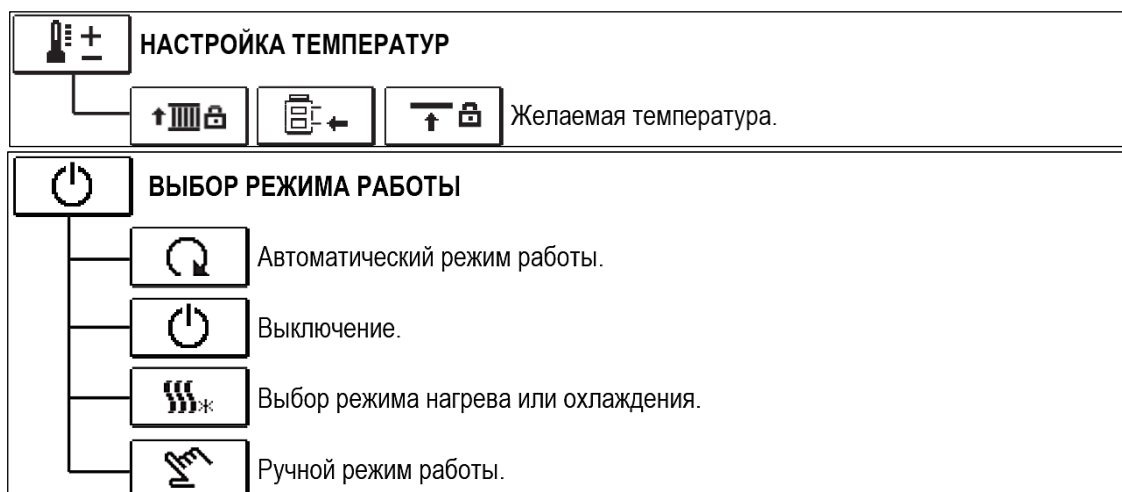 НАСТРОЙКА ТЕМПЕРАТУР
Желаемая температура.
ВЫБОР РЕЖИМА РАБОТЫ
Автоматический режим работы.
Выключение.
Выбор режима нагрева или охлаждения.
Ручной режим работы.